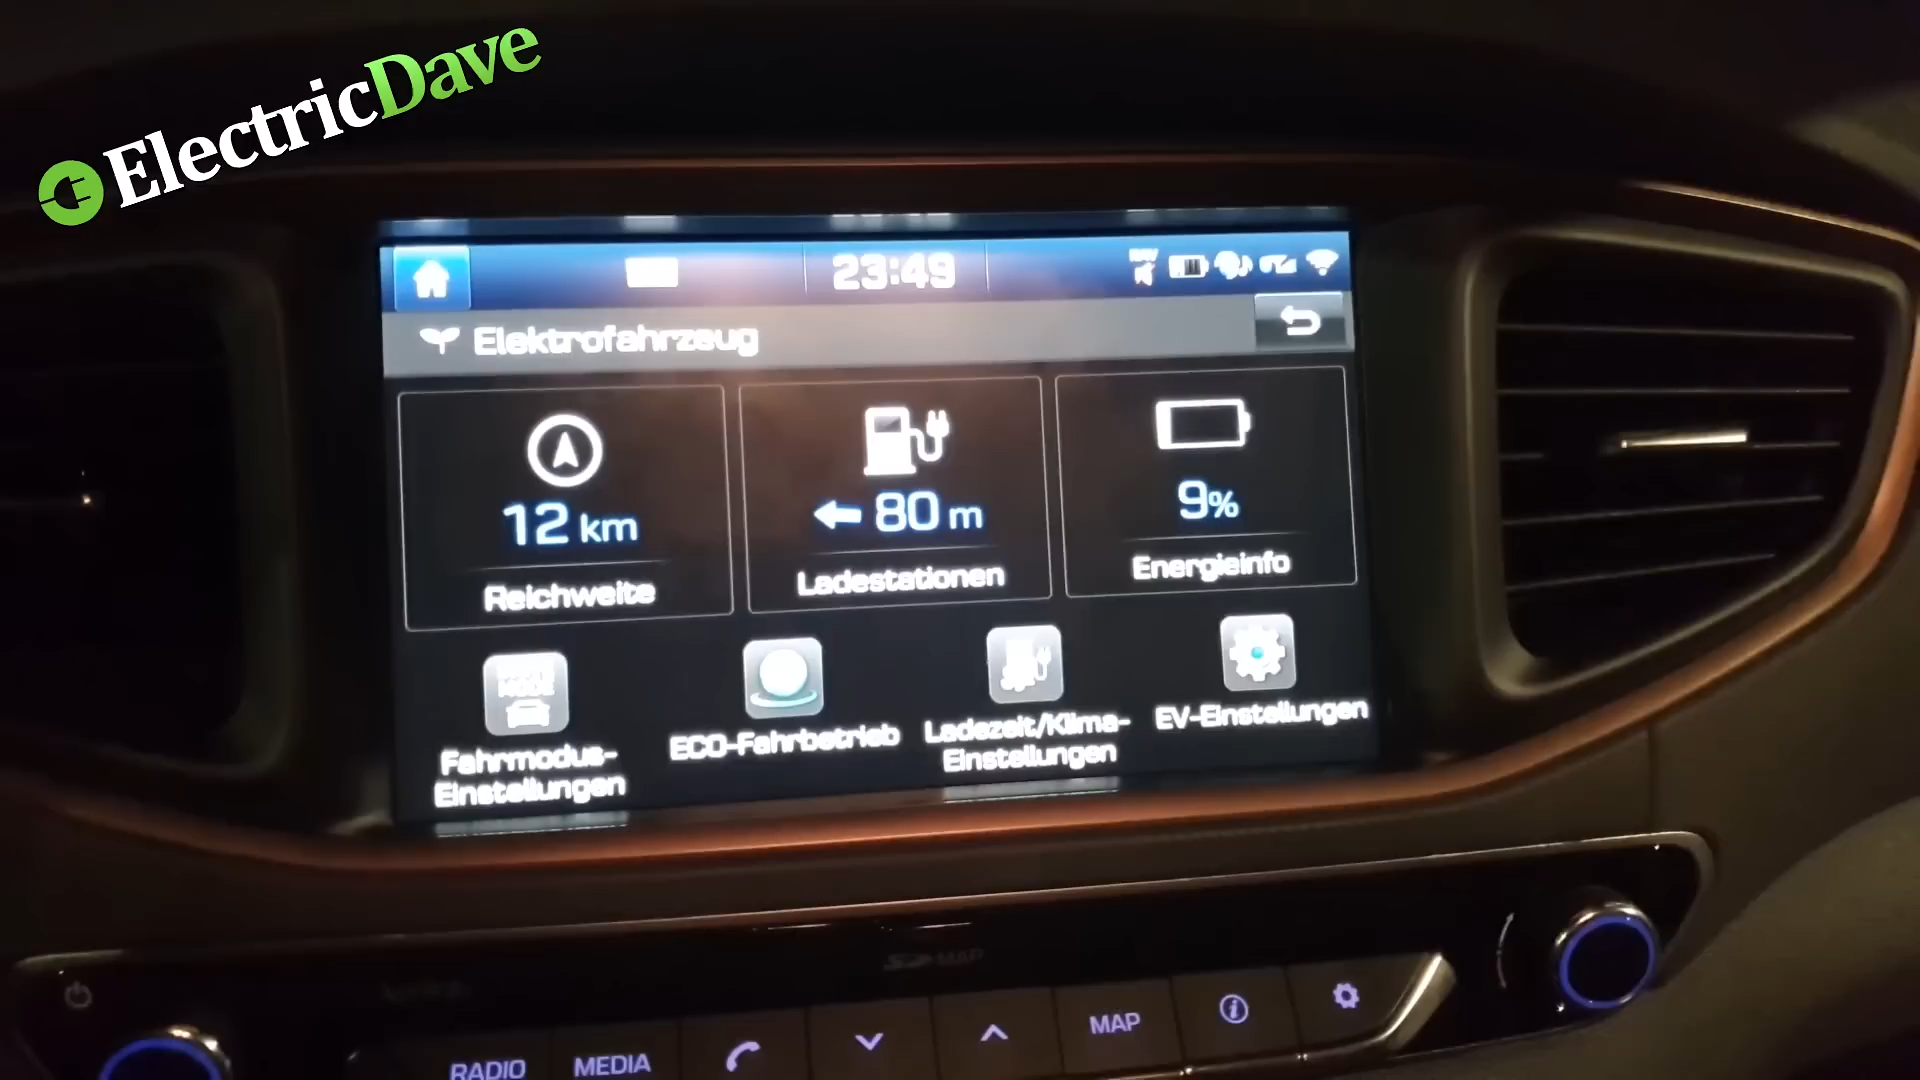 ElectricDave
23:49
Elektrofahrzeug
12 km
Reichweite
80 m
Ladestationen
9%
Energieinfo
MODE
Fahrmodus-
Einstellungen
ECO-Fahrbetrieb
Ladezeit/Klima-
Einstellungen
EV-Einstellungen
MAP
RADIO
MEDIA
MAP